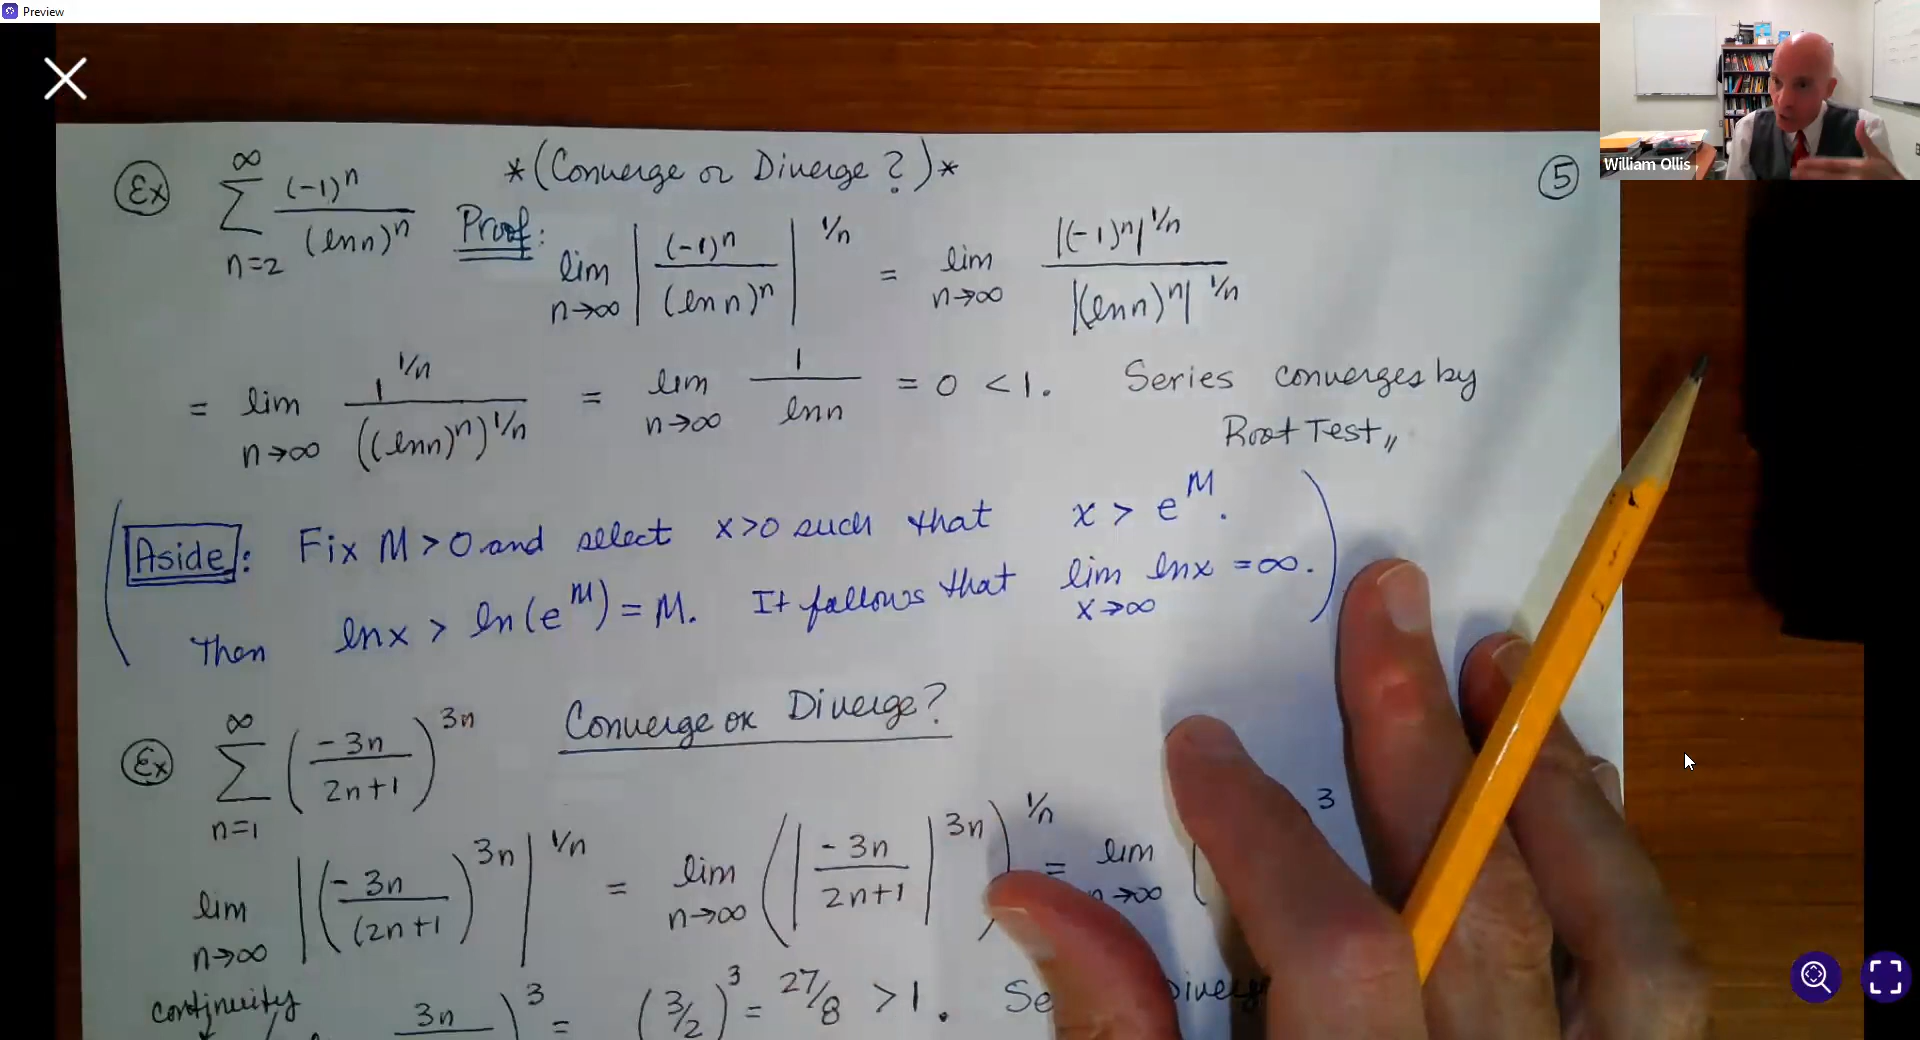 Preview
William Ollis
5
Ex ∑_{n=2}^{∞} (-1)^n / (ln n)^n *(Converge or Diverge?)*
Proof: lim_{n→∞} |(-1)^n / (ln n)^n|^{1/n} = lim_{n→∞} |(-1)^n|^{1/n} / |(ln n)^n|^{1/n}
= lim_{n→∞} 1^{1/n} / ((ln n)^n)^{1/n} = lim_{n→∞} 1 / ln n = 0 < 1. Series converges by
Root Test,,
(Aside: Fix M > 0 and select x > 0 such that x > e^M.
Then ln x > ln(e^M) = M. It follows that lim_{x→∞} ln x = ∞.)
Ex ∑_{n=1}^{∞} (-3n / 2n+1)^{3n} Converge or Diverge?
lim_{n→∞} |(-3n / (2n+1)^{3n}|^{1/n} = lim_{n→∞} (|-3n / 2n+1|^{3n})^{1/n} = lim_{n→∞} ( 3
continuity
3n )^3 = (3/2)^3 = 27/8 > 1. Se